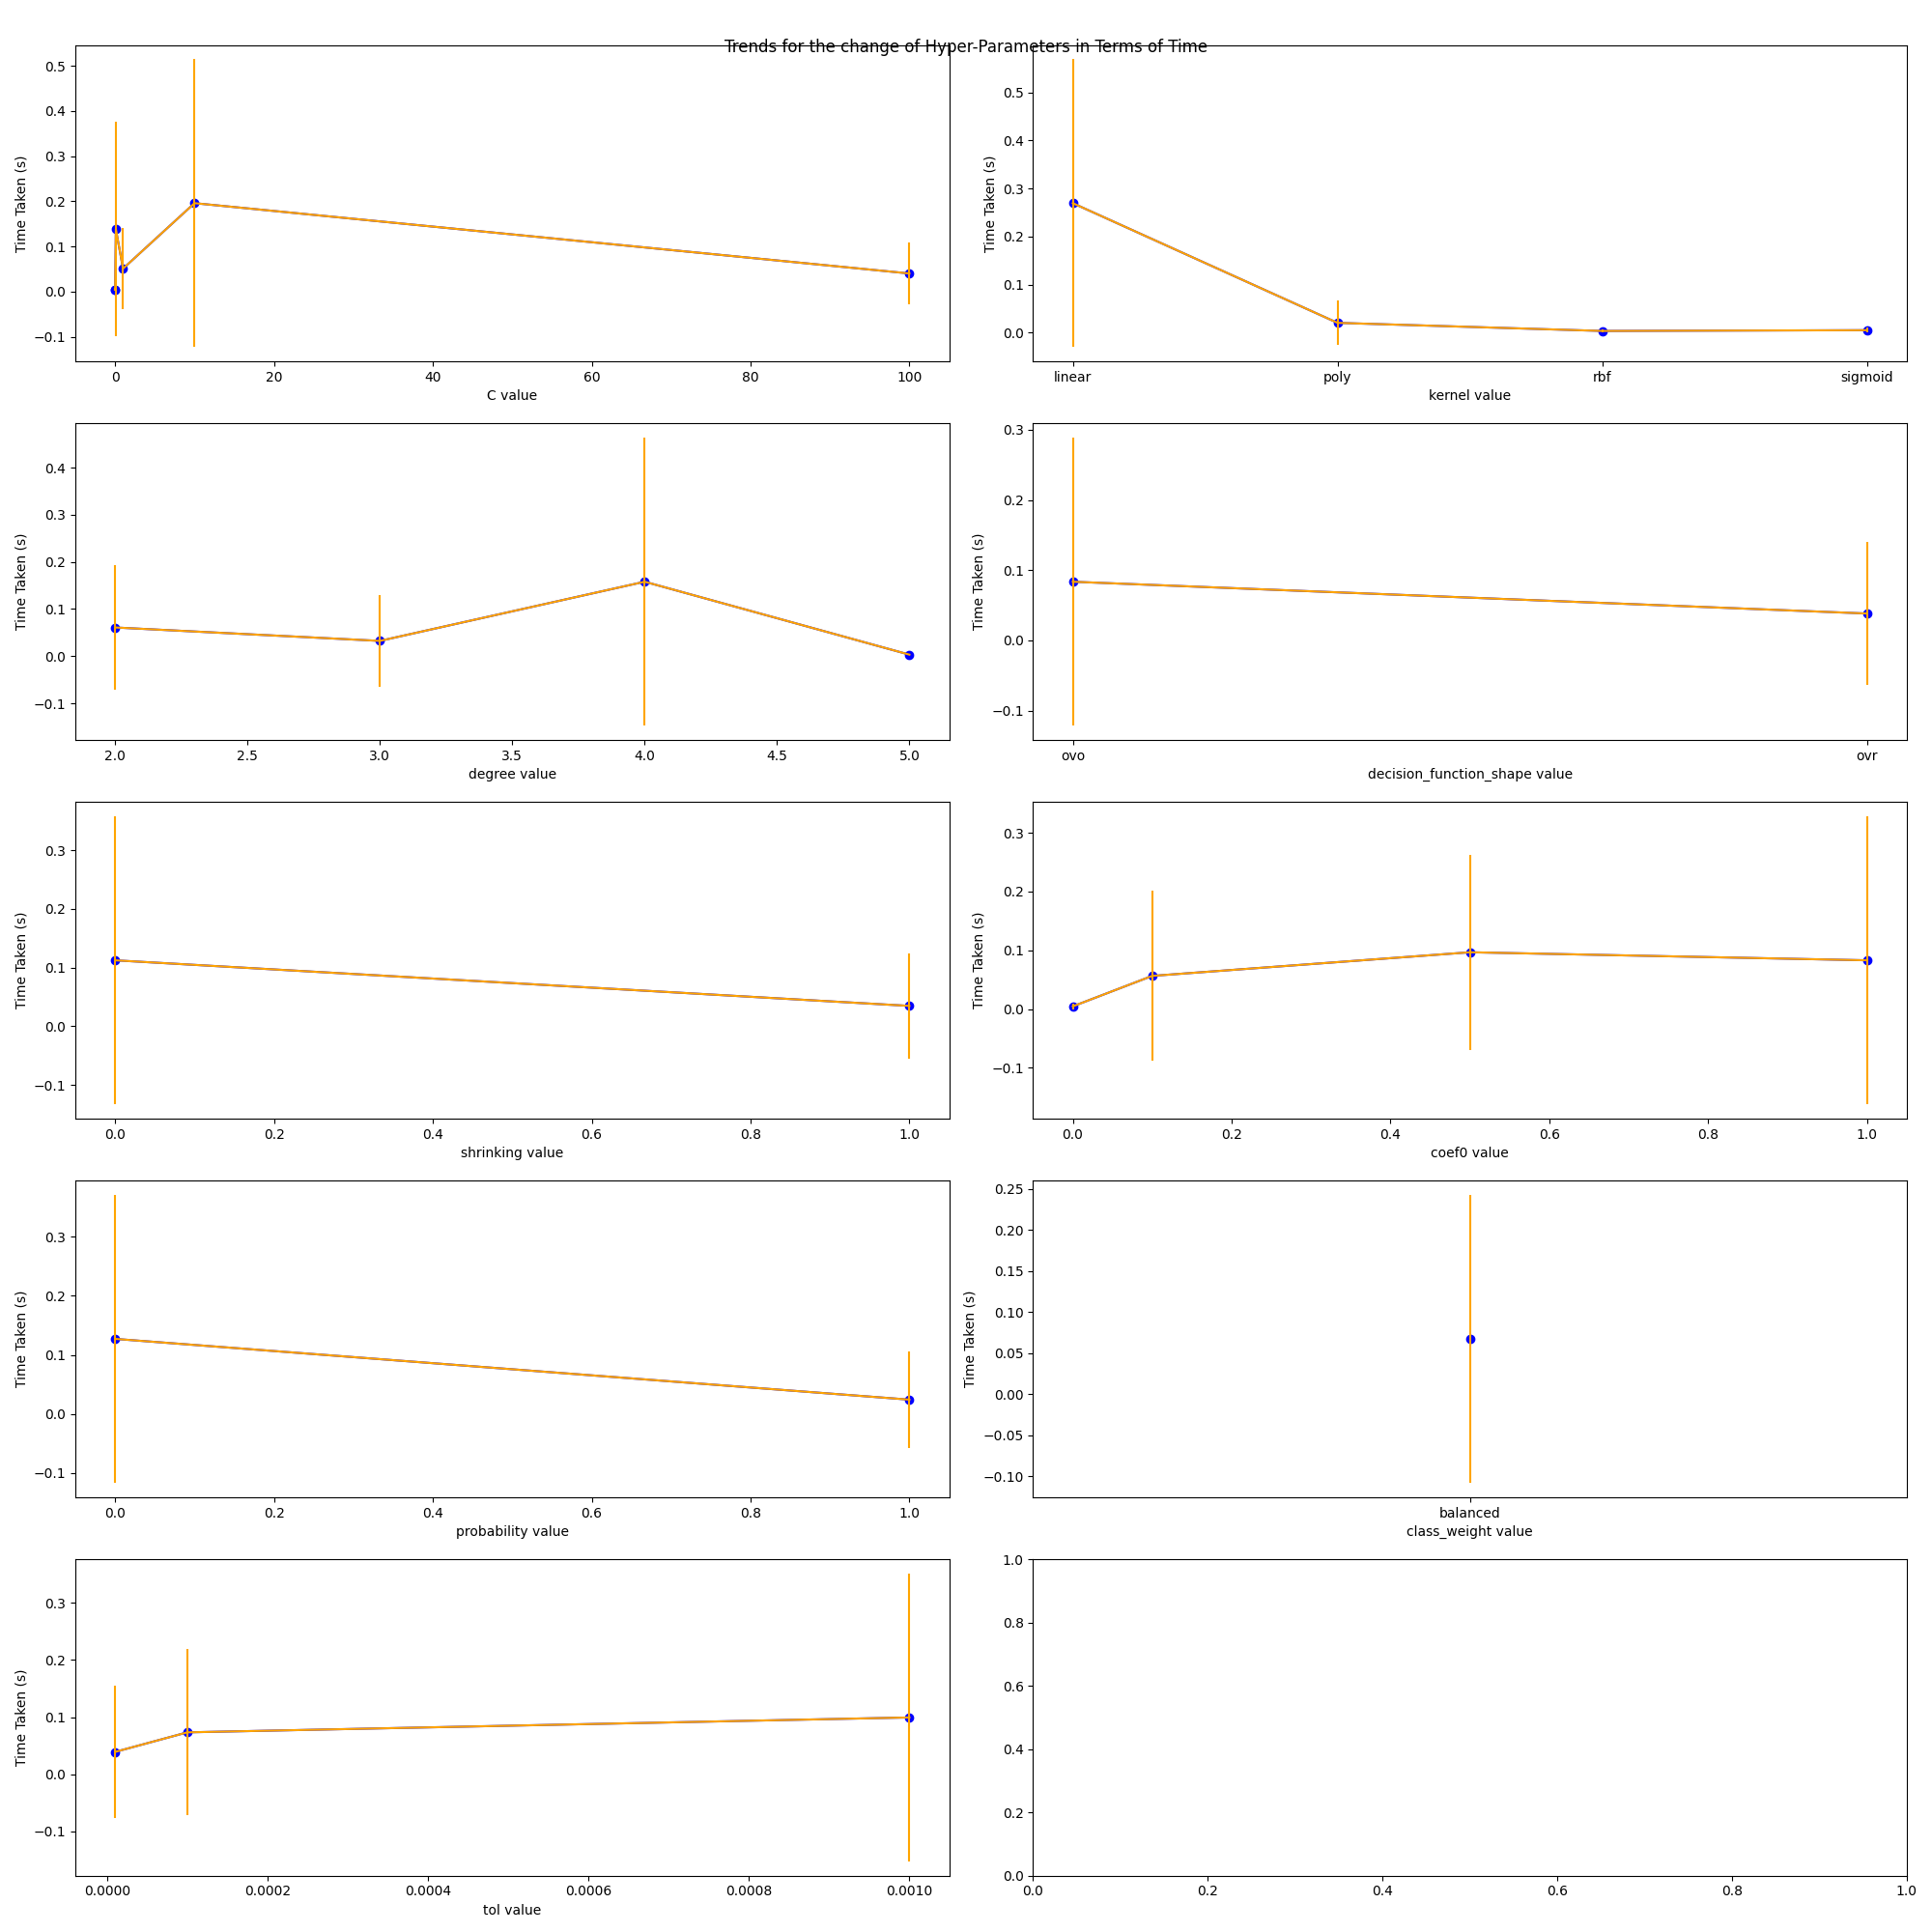 Trends for the change of Hyper-Parameters in Terms of Time
0.5
0.4
0.3
0.2
0.1
0.0
−0.1
Time Taken (s)
0 20 40 60 80 100
C value
0.5
0.4
0.3
0.2
0.1
0.0
Time Taken (s)
linear poly rbf sigmoid
kernel value
0.4
0.3
0.2
0.1
0.0
−0.1
Time Taken (s)
2.0 2.5 3.0 3.5 4.0 4.5 5.0
degree value
0.3
0.2
0.1
0.0
−0.1
Time Taken (s)
ovo ovr
decision_function_shape value
0.3
0.2
0.1
0.0
−0.1
Time Taken (s)
0.0 0.2 0.4 0.6 0.8 1.0
shrinking value
0.3
0.2
0.1
0.0
−0.1
Time Taken (s)
0.0 0.2 0.4 0.6 0.8 1.0
coef0 value
0.3
0.2
0.1
0.0
−0.1
Time Taken (s)
0.0 0.2 0.4 0.6 0.8 1.0
probability value
0.25
0.20
0.15
0.10
0.05
0.00
−0.05
−0.10
Time Taken (s)
balanced
class_weight value
0.3
0.2
0.1
0.0
−0.1
Time Taken (s)
0.0000 0.0002 0.0004 0.0006 0.0008 0.0010
tol value
1.0
0.8
0.6
0.4
0.2
0.0
0.0 0.2 0.4 0.6 0.8 1.0